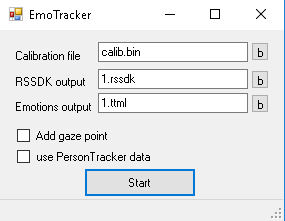 EmoTracker
Calibration file calib.bin b
RSSDK output 1.rssdk b
Emotions output 1.ttml b
Add gaze point
use PersonTracker data
Start